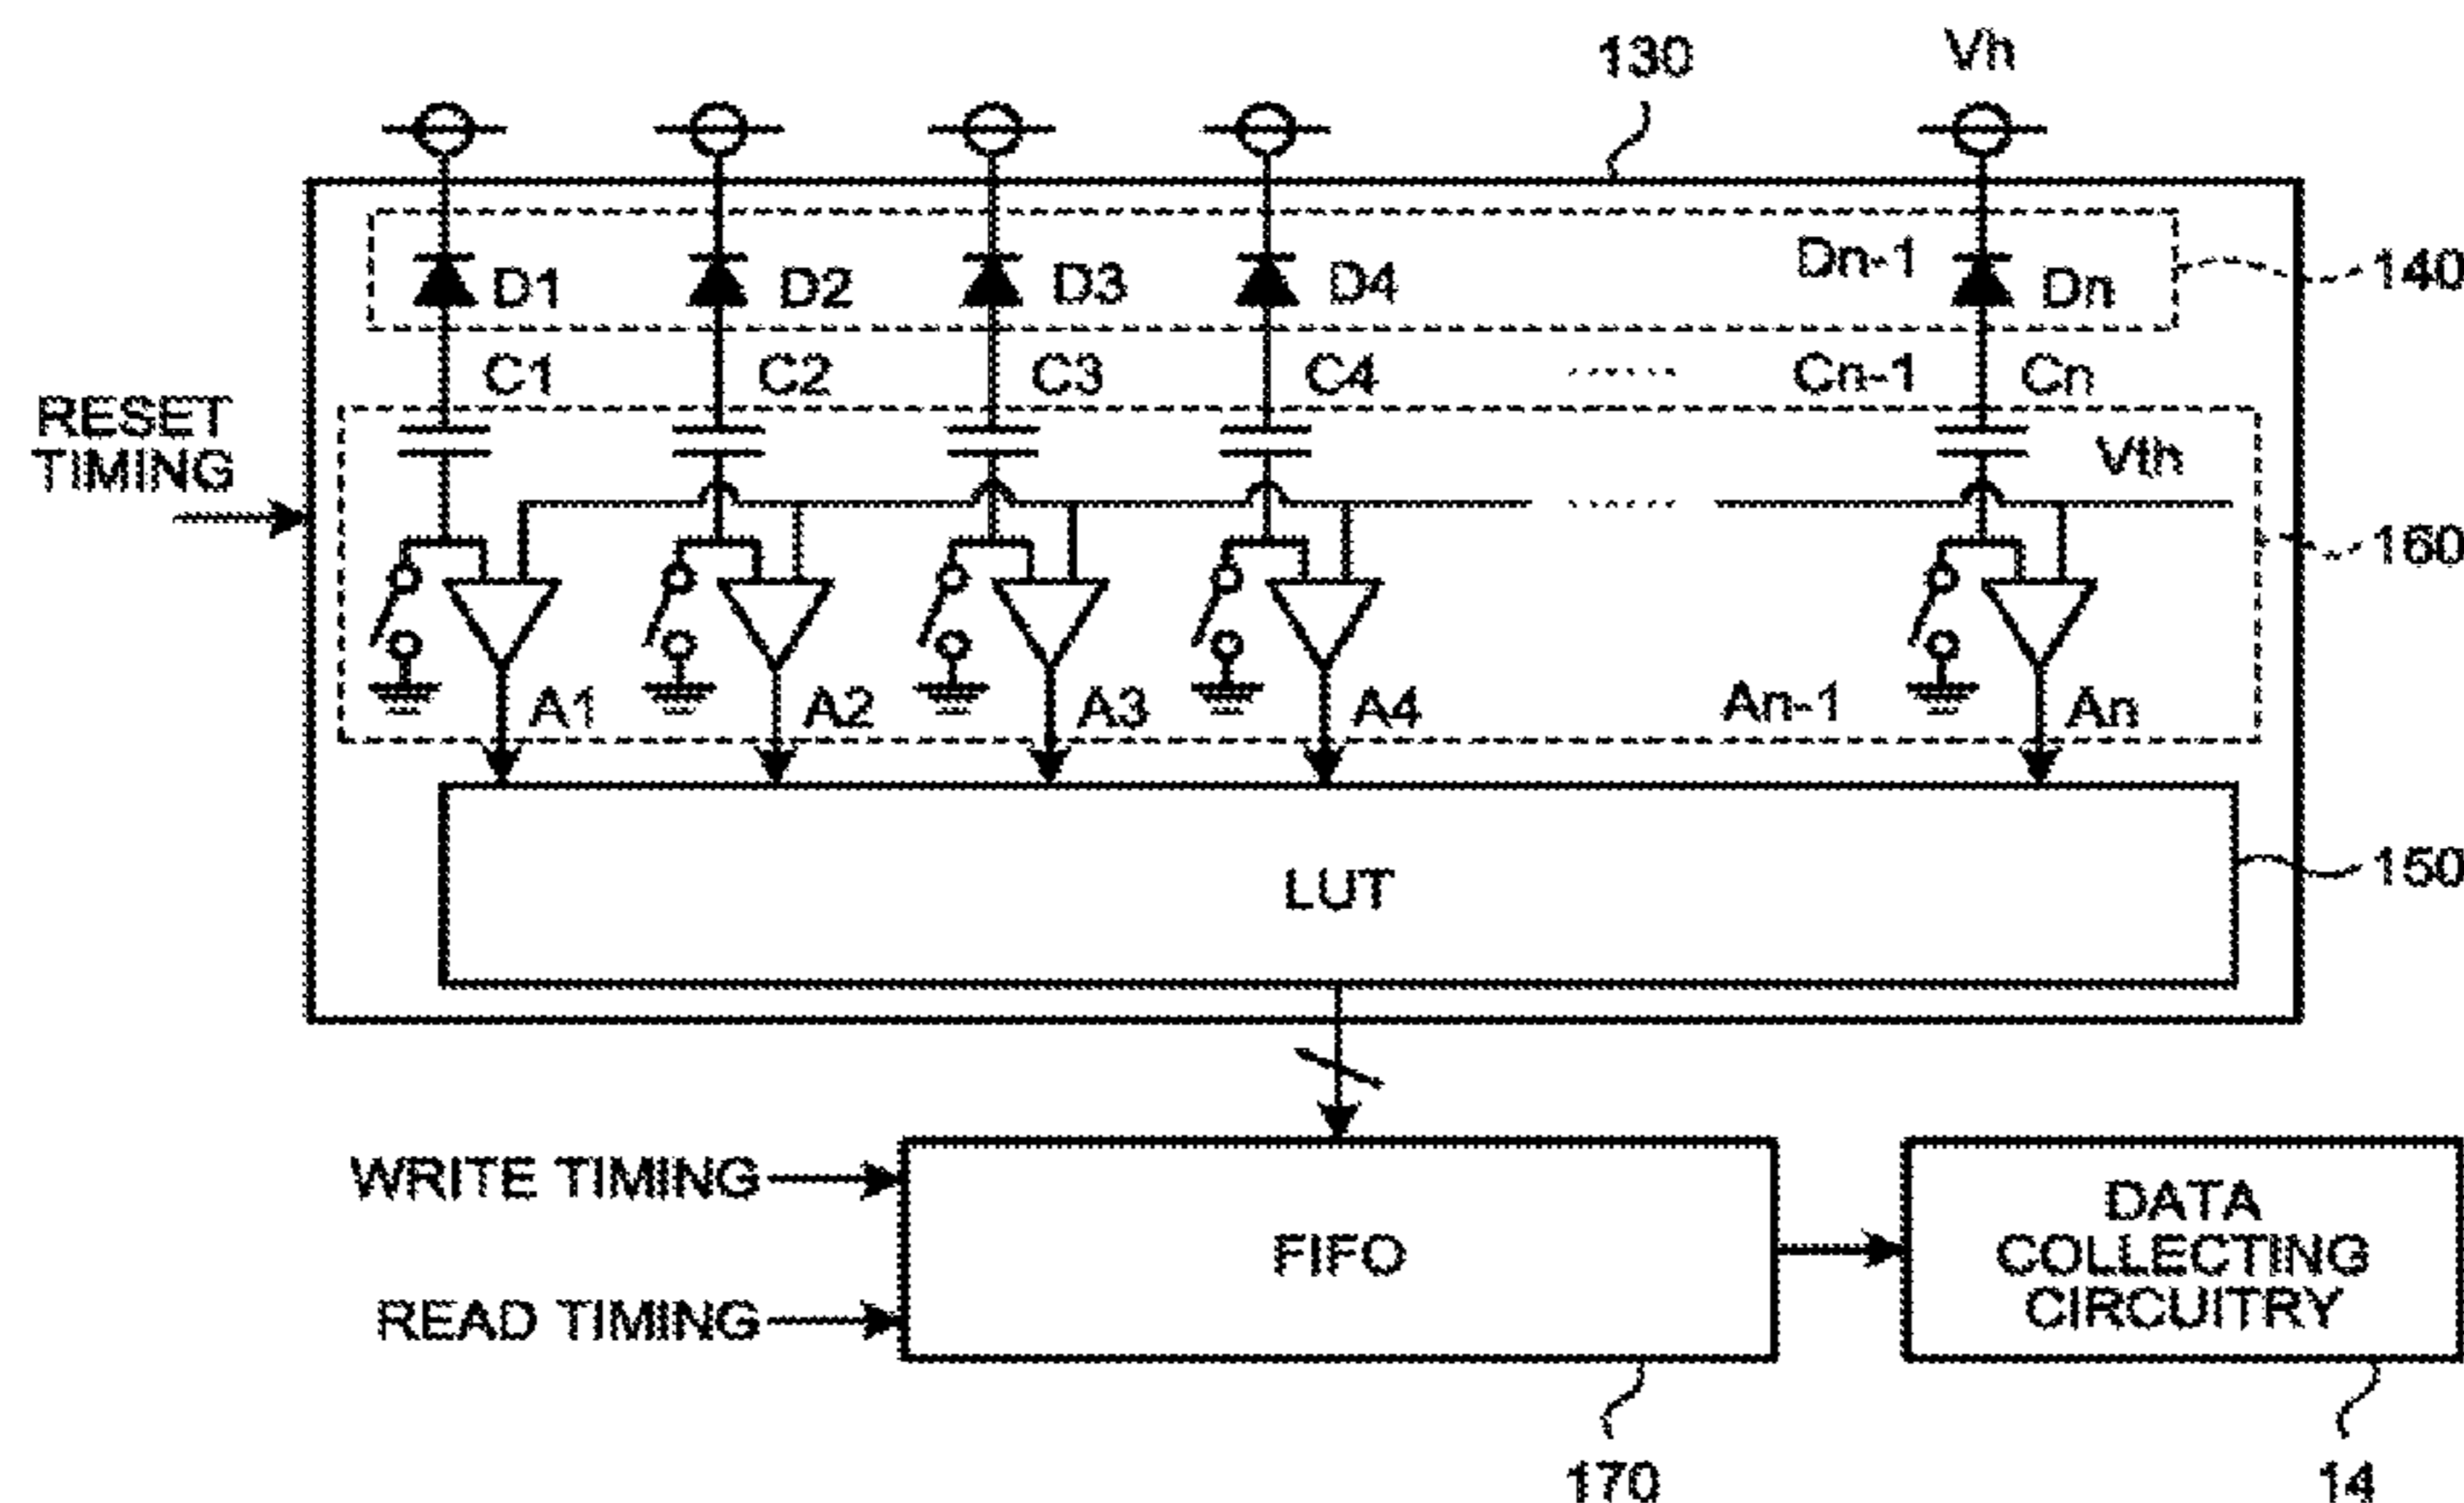 130
Vh
D1
D2
D3
D4
Dn-1
Dn
140
C1
C2
C3
C4
Cn-1
Cn
RESET
TIMING
Vth
160
A1
A2
A3
A4
An-1
An
LUT
150
WRITE TIMING
READ TIMING
FIFO
DATA
COLLECTING
CIRCUITRY
170
14